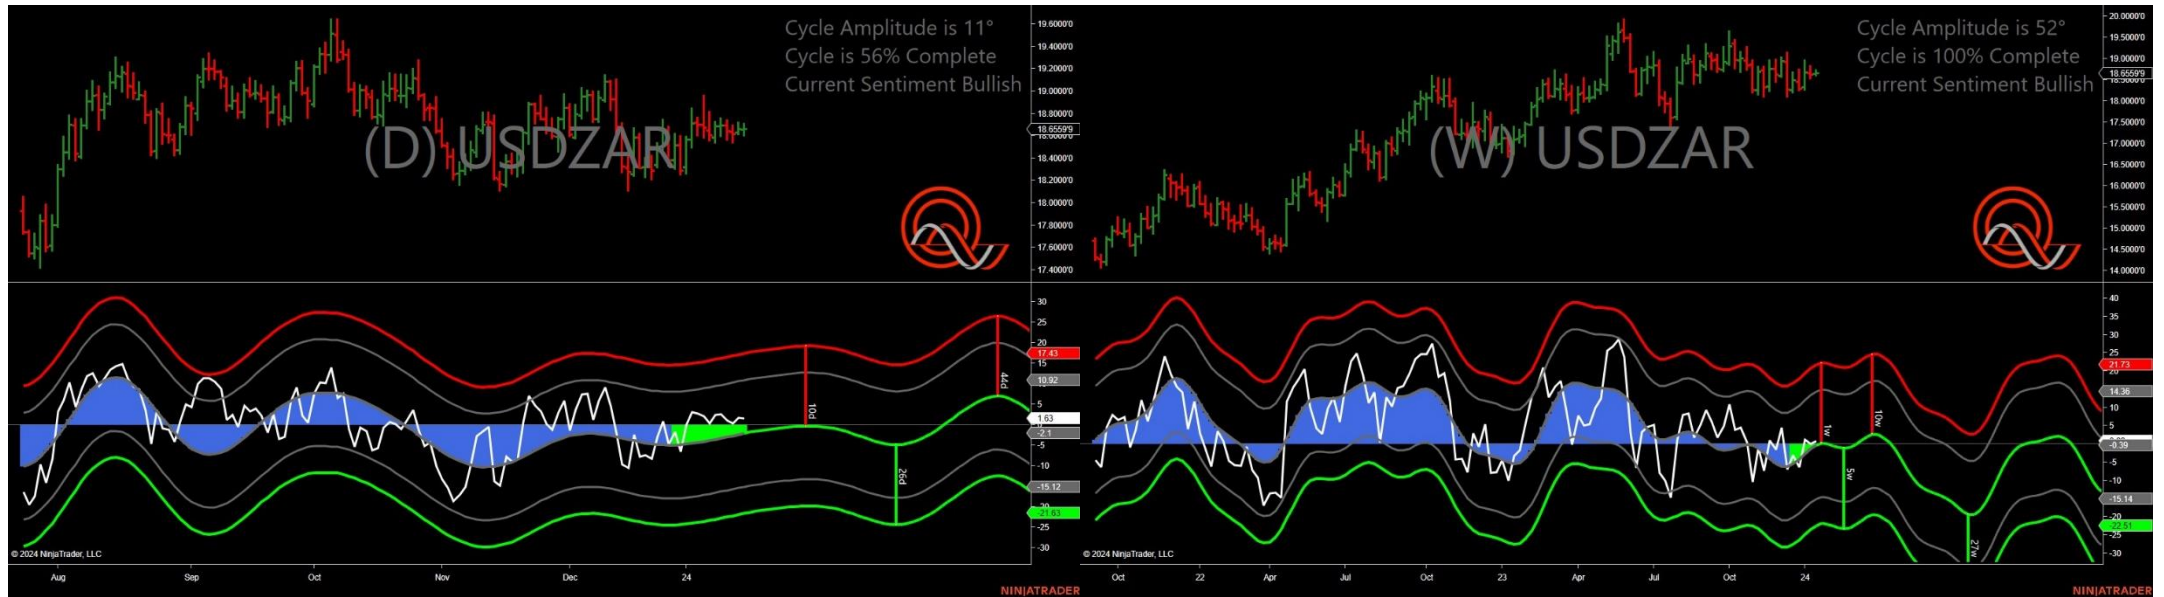 Cycle Amplitude is 11°
Cycle is 56% Complete
Current Sentiment Bullish
(D) USDZAR
19.6000'0
19.4000'0
19.2000'0
19.0000'0
18.8000'0
18.6559'9
18.4000'0
18.2000'0
18.0000'0
17.8000'0
17.6000'0
17.4000'0
30
25
20
17.43
15
10.92
5
1.63
-2.1
-5
-10
-15.12
-21.63
-25
-30
10d
26d
44d
© 2024 NinjaTrader, LLC
Aug
Sep
Oct
Nov
Dec
24
NINJATRADER
Cycle Amplitude is 52°
Cycle is 100% Complete
Current Sentiment Bullish
(W) USDZAR
20.0000'0
19.5000'0
19.0000'0
18.6559'9
18.0000'0
17.5000'0
17.0000'0
16.5000'0
16.0000'0
15.5000'0
15.0000'0
14.5000'0
14.0000'0
40
35
30
25
21.73
14.36
10
5
-0.39
-5
-10
-15.14
-20
-22.51
-30
1w
5w
10w
27w
© 2024 NinjaTrader, LLC
Oct
22
Apr
Jul
Oct
23
Apr
Jul
Oct
24
NINJATRADER